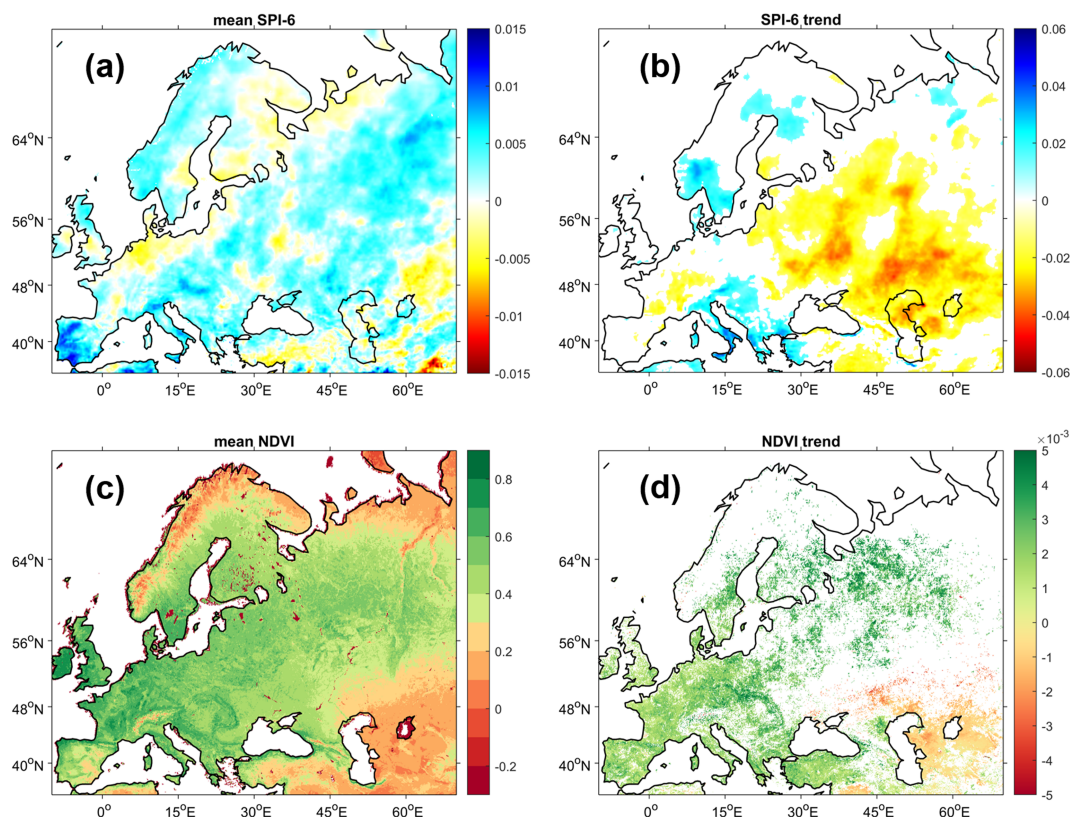 mean SPI-6
(a)
64°N
56°N
48°N
40°N
0°
15°E
30°E
45°E
60°E
0.015
0.01
0.005
0
-0.005
-0.01
-0.015
SPI-6 trend
(b)
64°N
56°N
48°N
40°N
0°
15°E
30°E
45°E
60°E
0.06
0.04
0.02
0
-0.02
-0.04
-0.06
mean NDVI
(c)
64°N
56°N
48°N
40°N
0°
15°E
30°E
45°E
60°E
0.8
0.6
0.4
0.2
0
-0.2
NDVI trend
(d)
64°N
56°N
48°N
40°N
0°
15°E
30°E
45°E
60°E
×10⁻³
5
4
3
2
1
0
-1
-2
-3
-4
-5